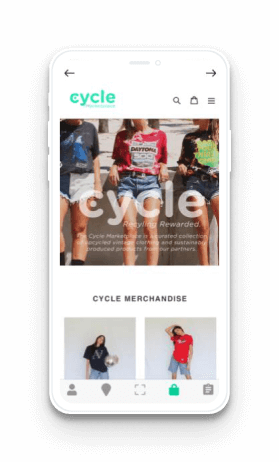 cycle
DAYTONA
cycle
Recyling. Rewarded.
The Cycle Marketplace is a curated collection
of upcycled vintage clothing and sustainably
produced products from our partners.
CYCLE MERCHANDISE